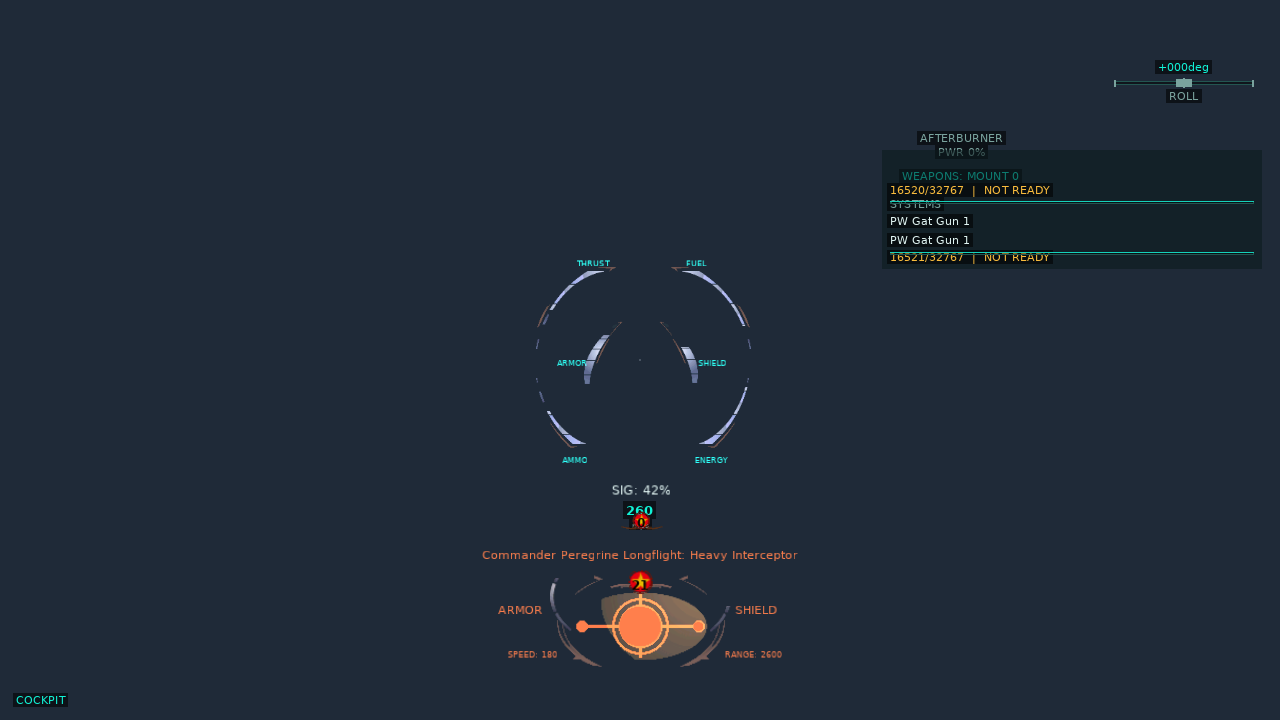 +000deg
ROLL
AFTERBURNER
PWR 0%
WEAPONS: MOUNT 0
16520/32767 | NOT READY
SYSTEMS
PW Gat Gun 1
PW Gat Gun 1
16521/32767 | NOT READY
THRUST FUEL
ARMOR SHIELD
AMMO ENERGY
SIG: 42%
260
Commander Peregrine Longflight: Heavy Interceptor
21
ARMOR SHIELD
SPEED: 180 RANGE: 2600
COCKPIT